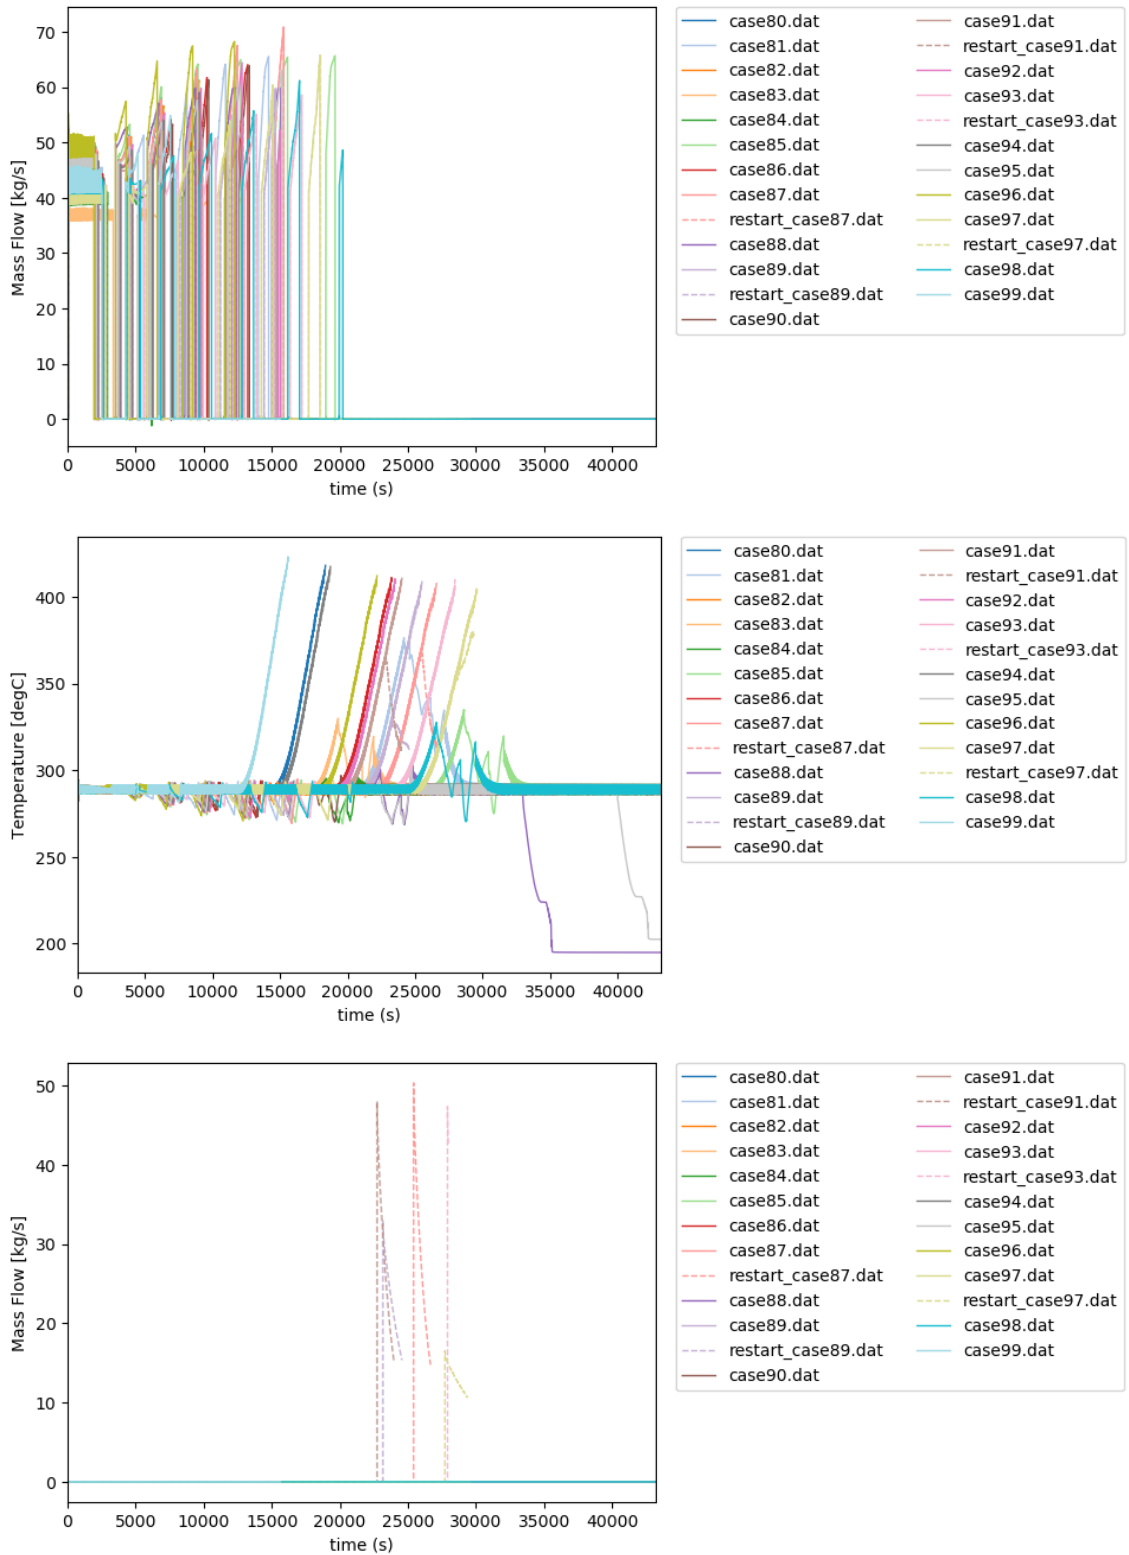 Mass Flow [kg/s]
70
60
50
40
30
20
10
0
0 5000 10000 15000 20000 25000 30000 35000 40000
time (s)
case80.dat
case81.dat
case82.dat
case83.dat
case84.dat
case85.dat
case86.dat
case87.dat
restart_case87.dat
case88.dat
case89.dat
restart_case89.dat
case90.dat
case91.dat
restart_case91.dat
case92.dat
case93.dat
restart_case93.dat
case94.dat
case95.dat
case96.dat
case97.dat
restart_case97.dat
case98.dat
case99.dat
Temperature [degC]
400
350
300
250
200
0 5000 10000 15000 20000 25000 30000 35000 40000
time (s)
case80.dat
case81.dat
case82.dat
case83.dat
case84.dat
case85.dat
case86.dat
case87.dat
restart_case87.dat
case88.dat
case89.dat
restart_case89.dat
case90.dat
case91.dat
restart_case91.dat
case92.dat
case93.dat
restart_case93.dat
case94.dat
case95.dat
case96.dat
case97.dat
restart_case97.dat
case98.dat
case99.dat
Mass Flow [kg/s]
50
40
30
20
10
0
0 5000 10000 15000 20000 25000 30000 35000 40000
time (s)
case80.dat
case81.dat
case82.dat
case83.dat
case84.dat
case85.dat
case86.dat
case87.dat
restart_case87.dat
case88.dat
case89.dat
restart_case89.dat
case90.dat
case91.dat
restart_case91.dat
case92.dat
case93.dat
restart_case93.dat
case94.dat
case95.dat
case96.dat
case97.dat
restart_case97.dat
case98.dat
case99.dat